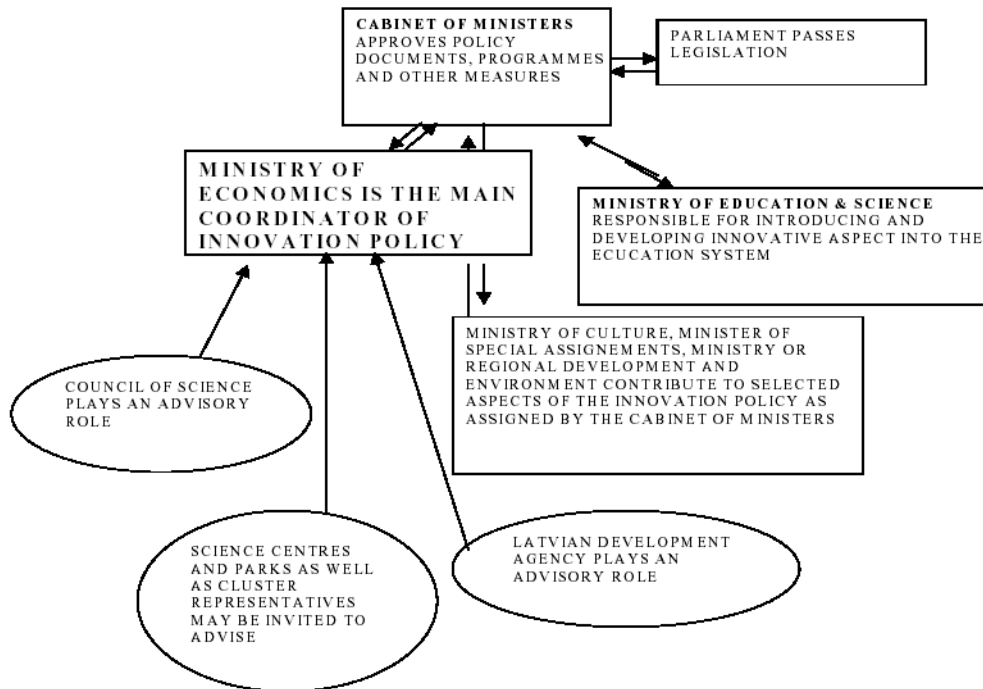 CABINET OF MINISTERS
APPROVES POLICY
DOCUMENTS, PROGRAMMES
AND OTHER MEASURES
PARLIAMENT PASSES
LEGISLATION
MINISTRY OF
ECONOMICS IS THE MAIN
COORDINATOR OF
INNOVATION POLICY
MINISTRY OF EDUCATION & SCIENCE
RESPONSIBLE FOR INTRODUCING AND
DEVELOPING INNOVATIVE ASPECT INTO THE
ECUCATION SYSTEM
MINISTRY OF CULTURE, MINISTER OF
SPECIAL ASSIGNEMENTS, MINISTRY OR
REGIONAL DEVELOPMENT AND
ENVIRONMENT CONTRIBUTE TO SELECTED
ASPECTS OF THE INNOVATION POLICY AS
ASSIGNED BY THE CABINET OF MINISTERS
COUNCIL OF SCIENCE
PLAYS AN ADVISORY
ROLE
SCIENCE CENTRES
AND PARKS AS WELL
AS CLUSTER
REPRESENTATIVES
MAY BE INVITED TO
ADVISE
LATVIAN DEVELOPMENT
AGENCY PLAYS AN
ADVISORY ROLE